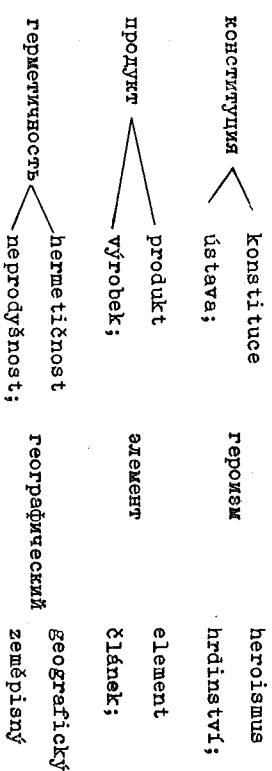 konstituce heroismus
конституция героизм
ústava; hrdinství;
produkt element
продукт элемент
výrobek; článek;
hermetičnost geografický
герметичность географический
neprodyšnost; zeměpisný